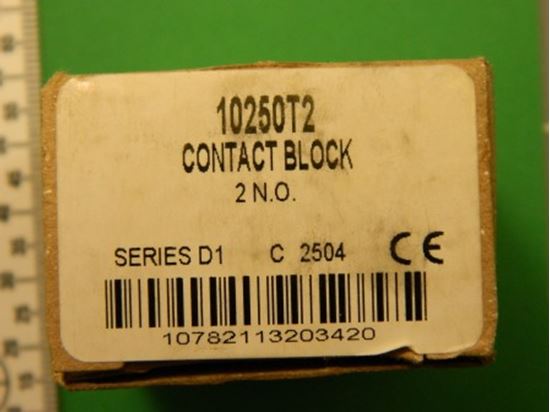 10250T2
CONTACT BLOCK
2 N.O.
SERIES D1 C 2504 CE
10782113203420